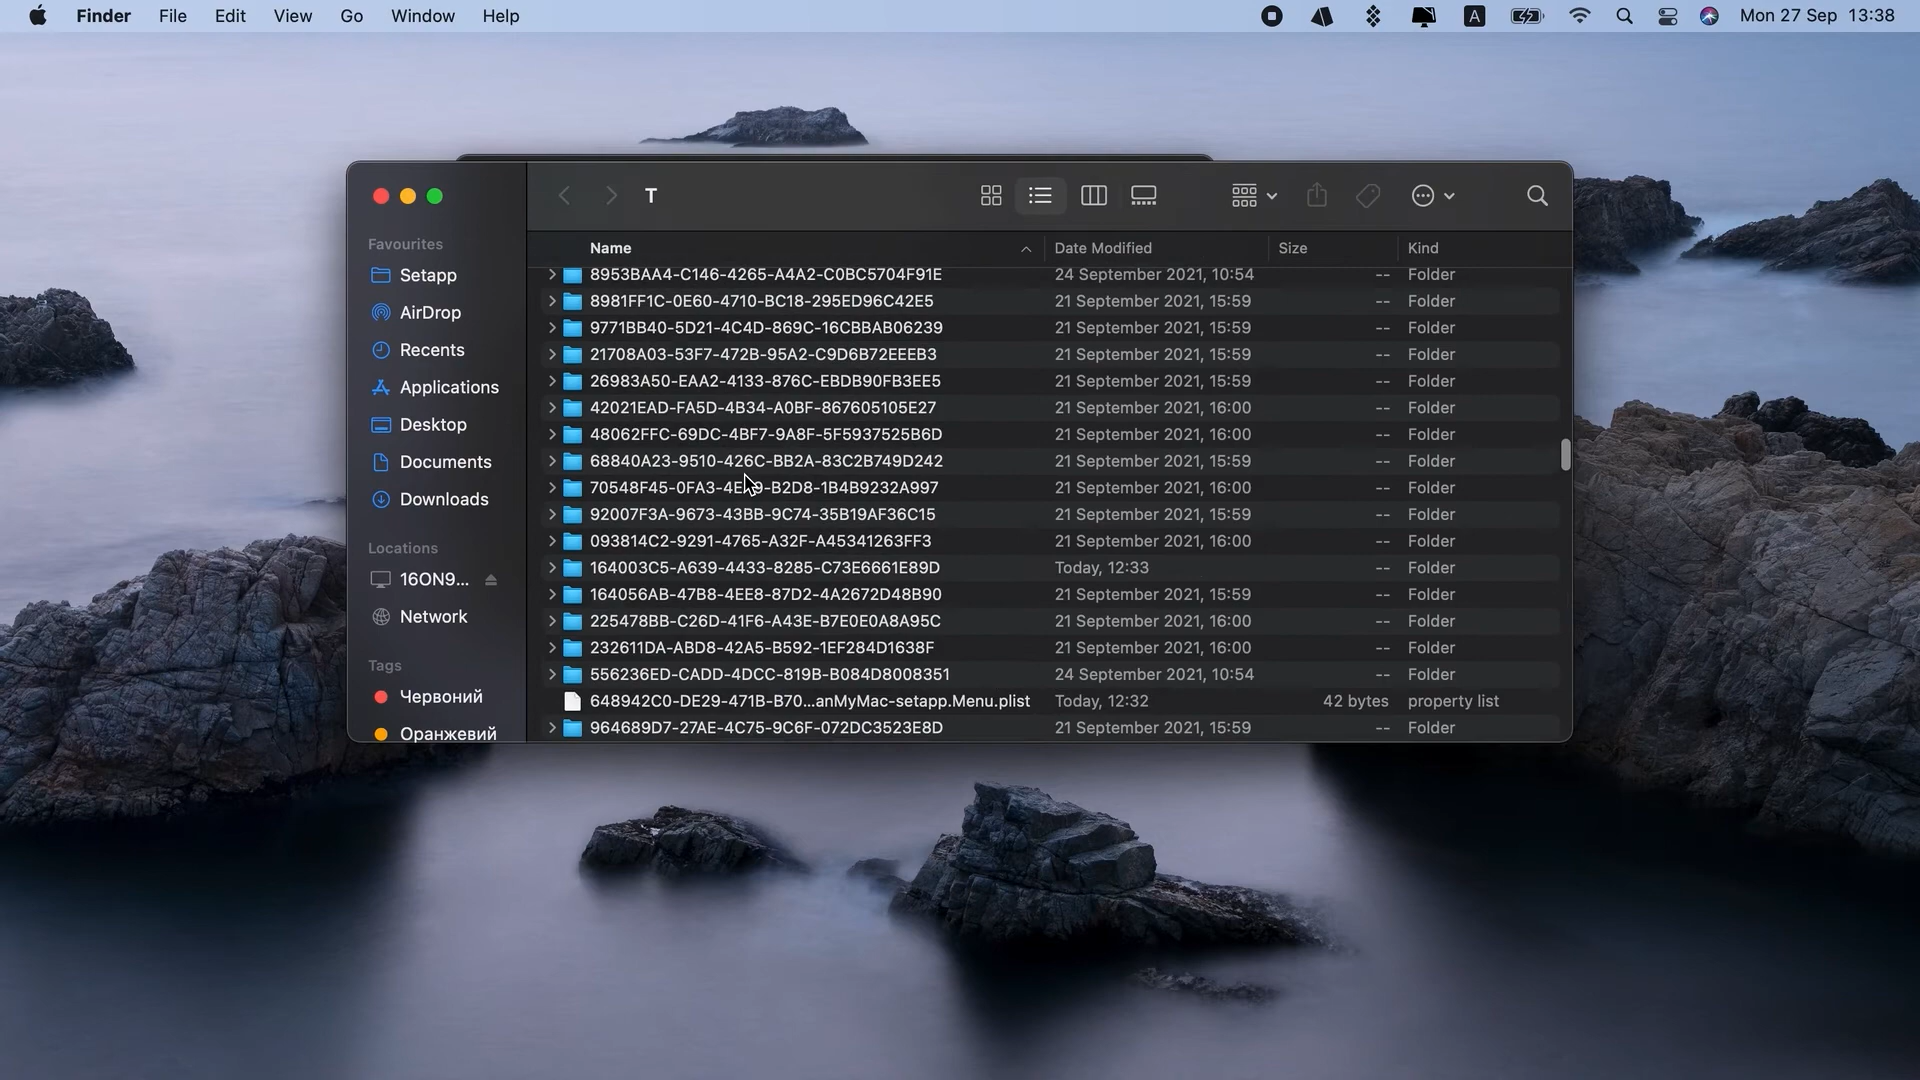 Finder File Edit View Go Window Help A Mon 27 Sep 13:38
T
Favourites
Setapp
AirDrop
Recents
Applications
Desktop
Documents
Downloads
Locations
16ON9...
Network
Tags
Червоний
Оранжевий
Name Date Modified Size Kind
8953BAA4-C146-4265-A4A2-C0BC5704F91E 24 September 2021, 10:54 -- Folder
8981FF1C-0E60-4710-BC18-295ED96C42E5 21 September 2021, 15:59 -- Folder
9771BB40-5D21-4C4D-869C-16CBBAB06239 21 September 2021, 15:59 -- Folder
21708A03-53F7-472B-95A2-C9D6B72EEEB3 21 September 2021, 15:59 -- Folder
26983A50-EAA2-4133-876C-EBDB90FB3EE5 21 September 2021, 15:59 -- Folder
42021EAD-FA5D-4B34-A0BF-867605105E27 21 September 2021, 16:00 -- Folder
48062FFC-69DC-4BF7-9A8F-5F5937525B6D 21 September 2021, 16:00 -- Folder
68840A23-9510-426C-BB2A-83C2B749D242 21 September 2021, 15:59 -- Folder
21 September 2021, 16:00 -- Folder
92007F3A-9673-43BB-9C74-35B19AF36C15 21 September 2021, 15:59 -- Folder
093814C2-9291-4765-A32F-A45341263FF3 21 September 2021, 16:00 -- Folder
164003C5-A639-4433-8285-C73E6661E89D Today, 12:33 -- Folder
164056AB-47B8-4EE8-87D2-4A2672D48B90 21 September 2021, 15:59 -- Folder
225478BB-C26D-41F6-A43E-B7E0E0A8A95C 21 September 2021, 16:00 -- Folder
232611DA-ABD8-42A5-B592-1EF284D1638F 21 September 2021, 16:00 -- Folder
556236ED-CADD-4DCC-819B-B084D8008351 24 September 2021, 10:54 -- Folder
648942C0-DE29-471B-B70...anMyMac-setapp.Menu.plist Today, 12:32 42 bytes property list
964689D7-27AE-4C75-9C6F-072DC3523E8D 21 September 2021, 15:59 -- Folder